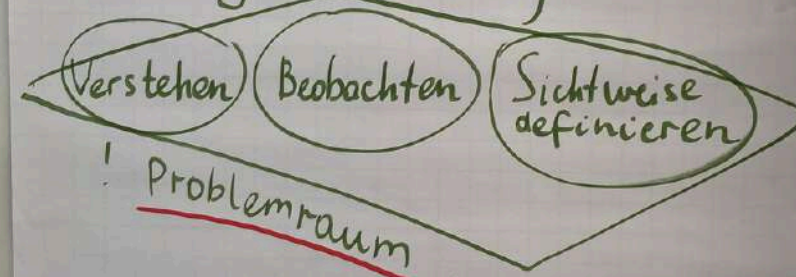 Verstehen
Beobachten
Sichtweise
definieren
! Problemraum